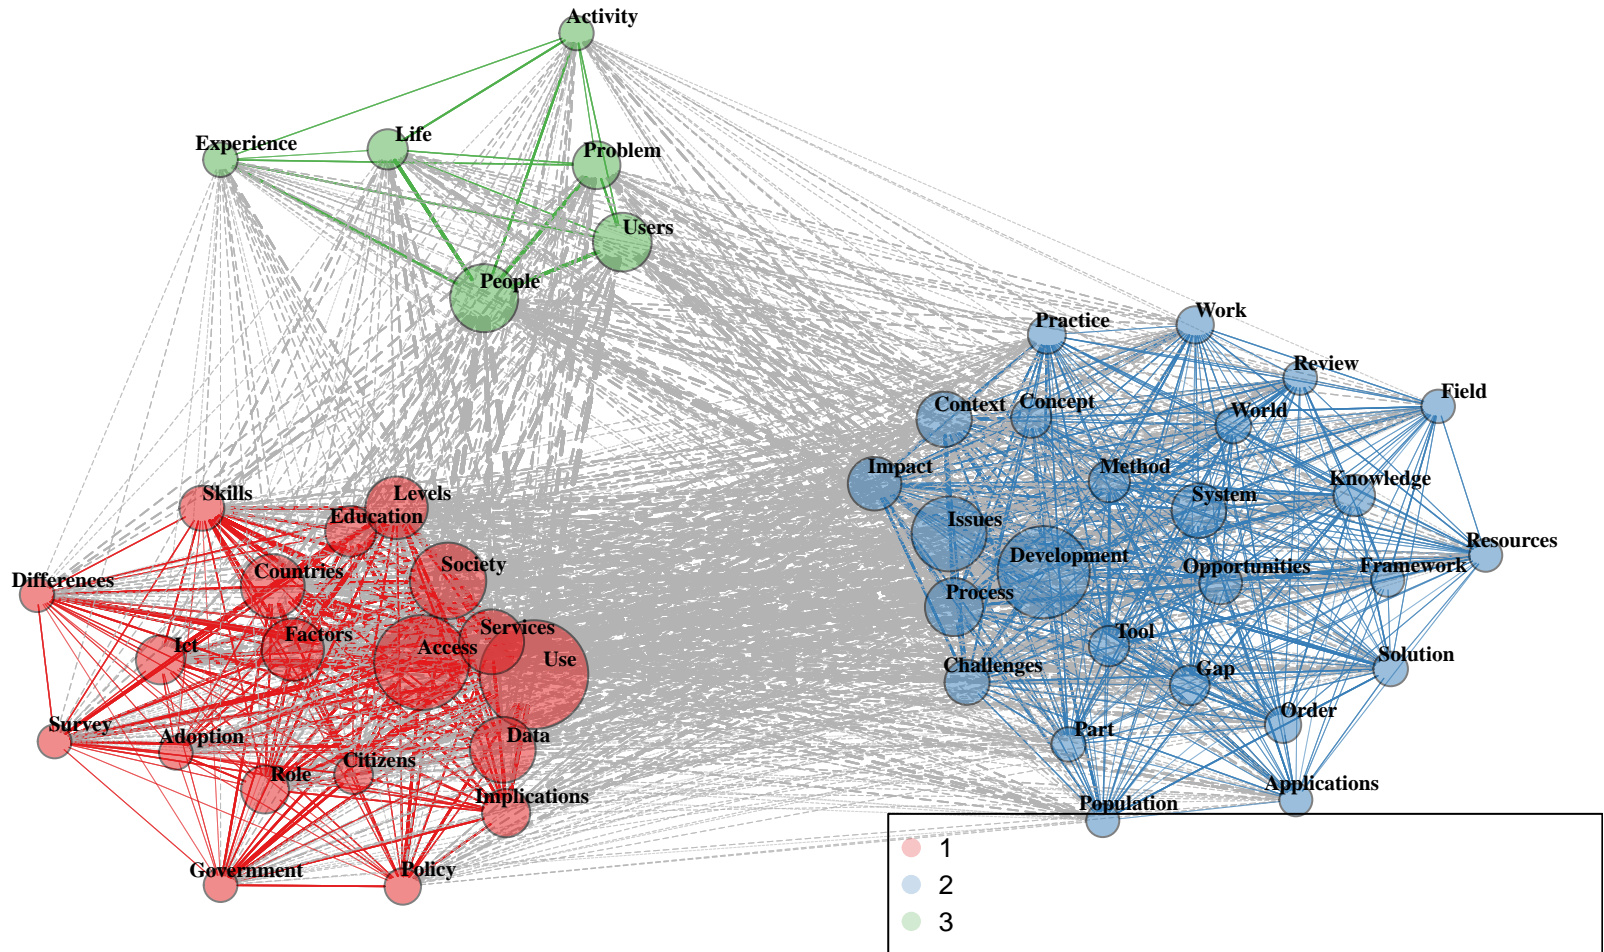 Activity
Life
Experience
Problem
Users
People
Work
Practice
Review
Field
Context
Concept
World
Impact
Method
Knowledge
System
Issues
Resources
Development
Opportunities
Framework
Process
Tool
Challenges
Solution
Gap
Order
Part
Applications
Population
Skills
Levels
Education
Society
Countries
Differences
Services
Factors
Access
Ict
Use
Survey
Adoption
Data
Citizens
Role
Implications
Government
Policy
1
2
3